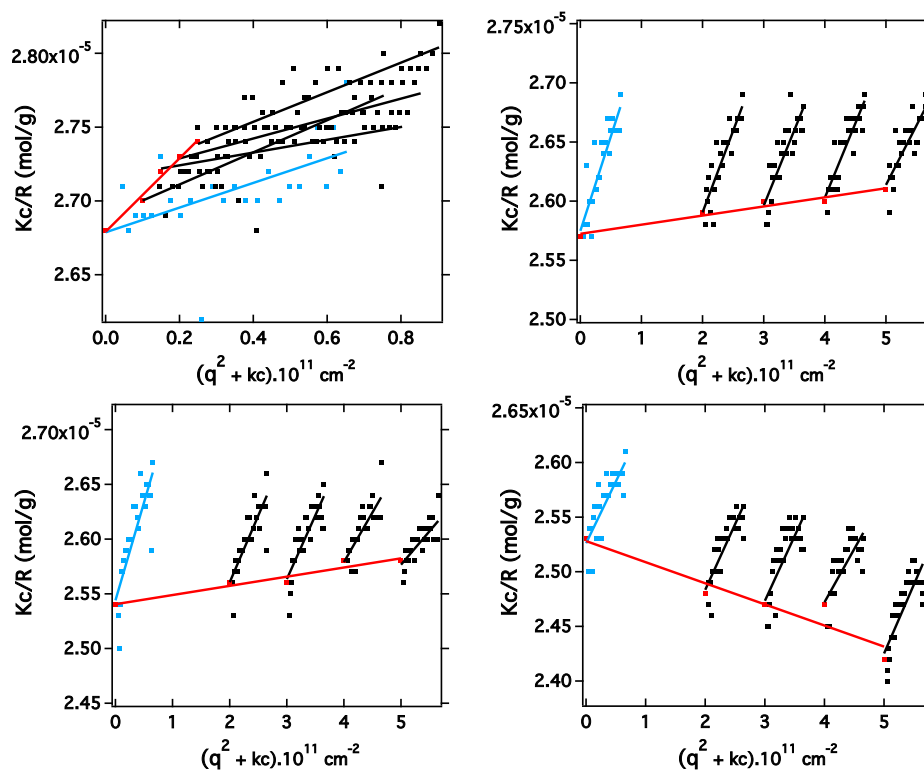 2.80x10⁻⁵
2.75
2.70
2.65
Kc/R (mol/g)
0.0 0.2 0.4 0.6 0.8
(q² + kc).10¹¹ cm⁻²
2.75x10⁻⁵
2.70
2.65
2.60
2.55
2.50
Kc/R (mol/g)
0 1 2 3 4 5
(q² + kc).10¹¹ cm⁻²
2.70x10⁻⁵
2.65
2.60
2.55
2.50
2.45
Kc/R (mol/g)
0 1 2 3 4 5
(q² + kc).10¹¹ cm⁻²
2.65x10⁻⁵
2.60
2.55
2.50
2.45
2.40
Kc/R (mol/g)
0 1 2 3 4 5
(q² + kc).10¹¹ cm⁻²